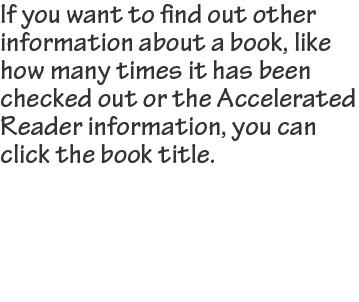 If you want to find out other
information about a book, like
how many times it has been
checked out or the Accelerated
Reader information, you can
click the book title.